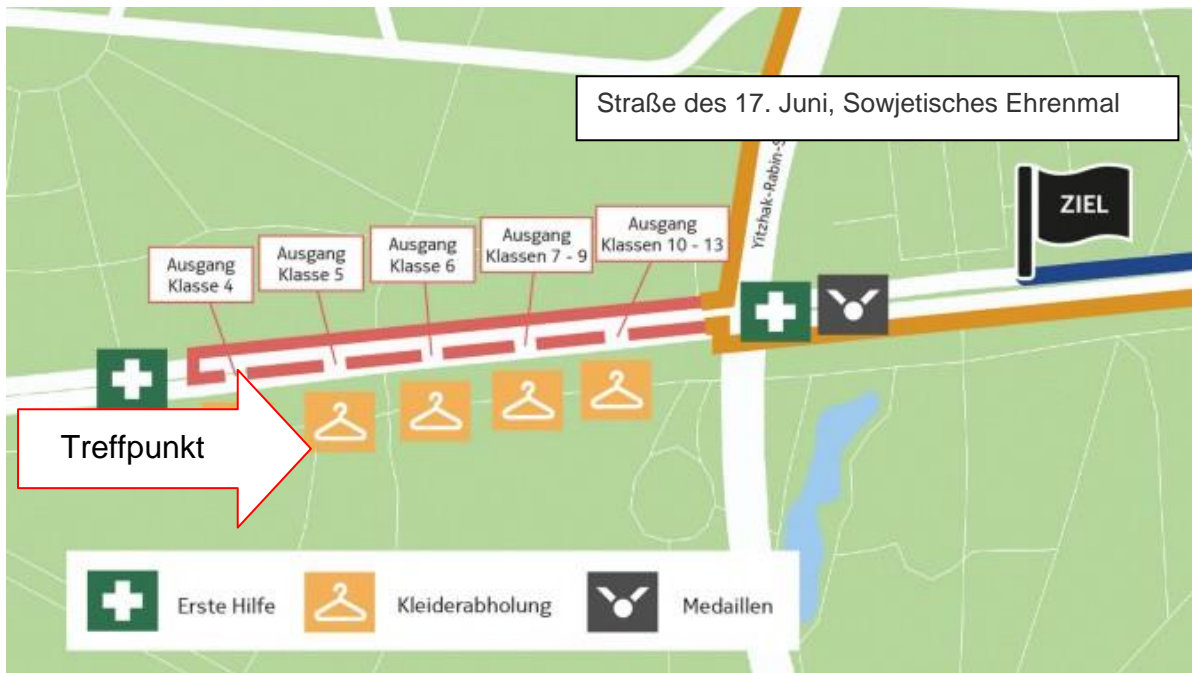 Straße des 17. Juni, Sowjetisches Ehrenmal
Yitzhak-Rabin-S
ZIEL
Ausgang
Klasse 4
Ausgang
Klasse 5
Ausgang
Klasse 6
Ausgang
Klassen 7 - 9
Ausgang
Klassen 10 - 13
Treffpunkt
Erste Hilfe
Kleiderabholung
Medaillen